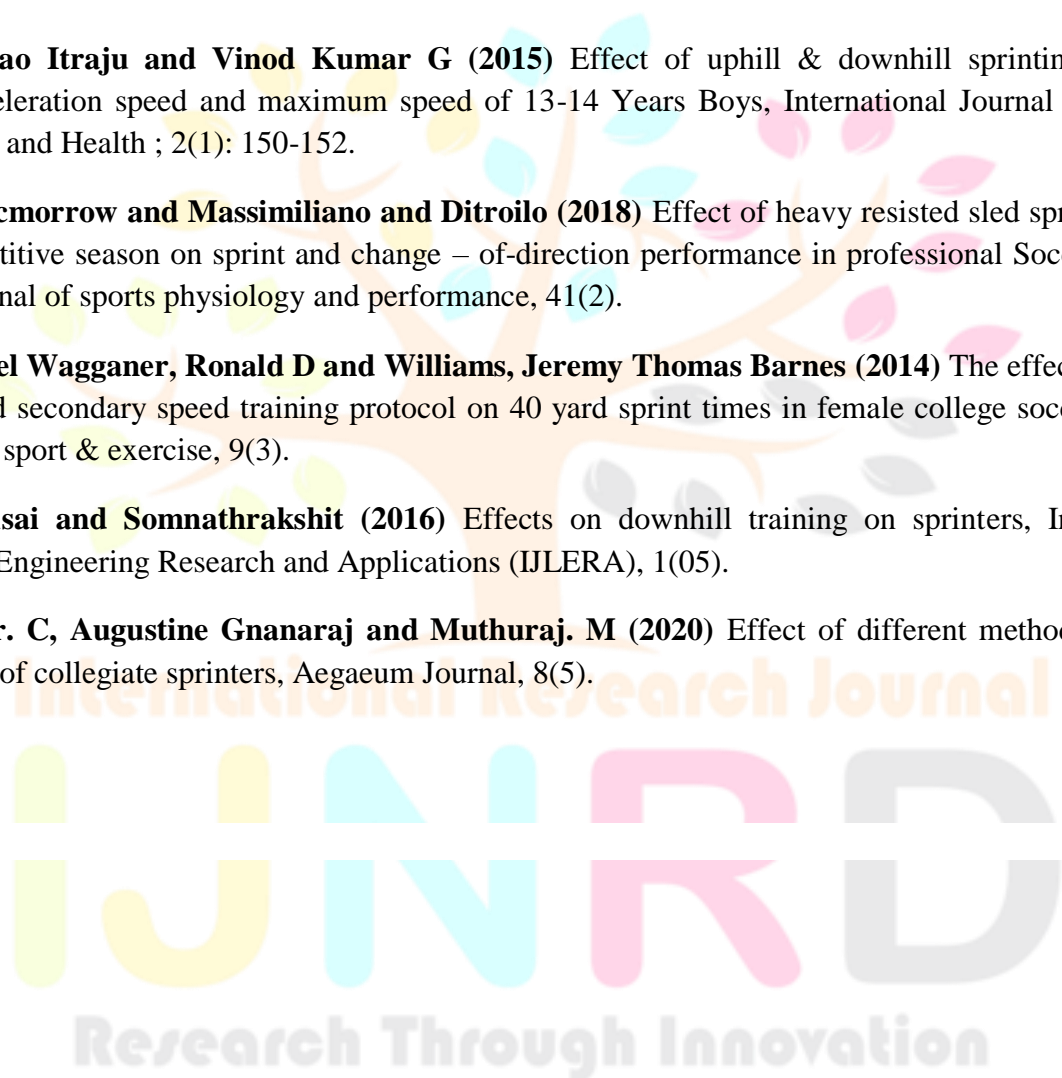 ao Itraju and Vinod Kumar G (2015) Effect of uphill & downhill sprintin
eleration speed and maximum speed of 13-14 Years Boys, International Journal
and Health ; 2(1): 150-152.
cmorrow and Massimiliano and Ditroilo (2018) Effect of heavy resisted sled spr
titive season on sprint and change – of-direction performance in professional Soc
nal of sports physiology and performance, 41(2).
el Wagganer, Ronald D and Williams, Jeremy Thomas Barnes (2014) The effec
d secondary speed training protocol on 40 yard sprint times in female college soc
sport & exercise, 9(3).
sai and Somnathrakshit (2016) Effects on downhill training on sprinters, In
Engineering Research and Applications (IJLERA), 1(05).
r. C, Augustine Gnanaraj and Muthuraj. M (2020) Effect of different metho
of collegiate sprinters, Aegaeum Journal, 8(5).
International Research Journal
IJNRD
Research Through Innovation